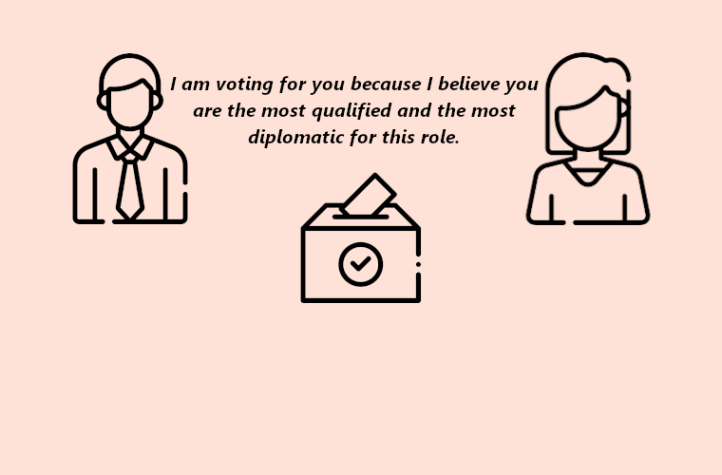 I am voting for you because I believe you
are the most qualified and the most
diplomatic for this role.